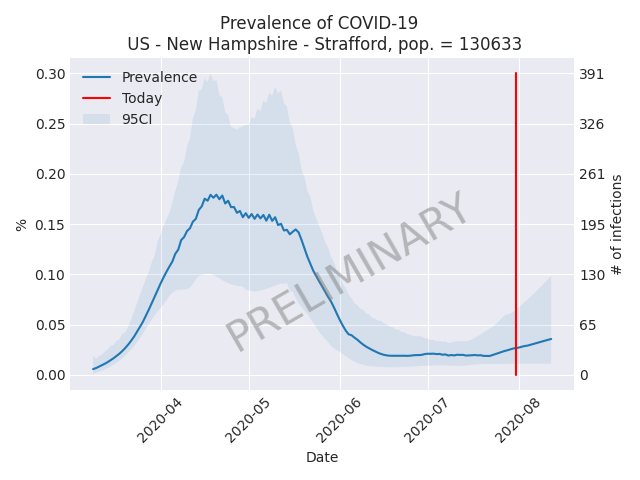 Prevalence of COVID-19
US - New Hampshire - Strafford, pop. = 130633
Prevalence
Today
95CI
0.30
0.25
0.20
0.15
0.10
0.05
0.00
%
391
326
261
195
130
65
0
# of infections
PRELIMINARY
2020-04
2020-05
2020-06
2020-07
2020-08
Date